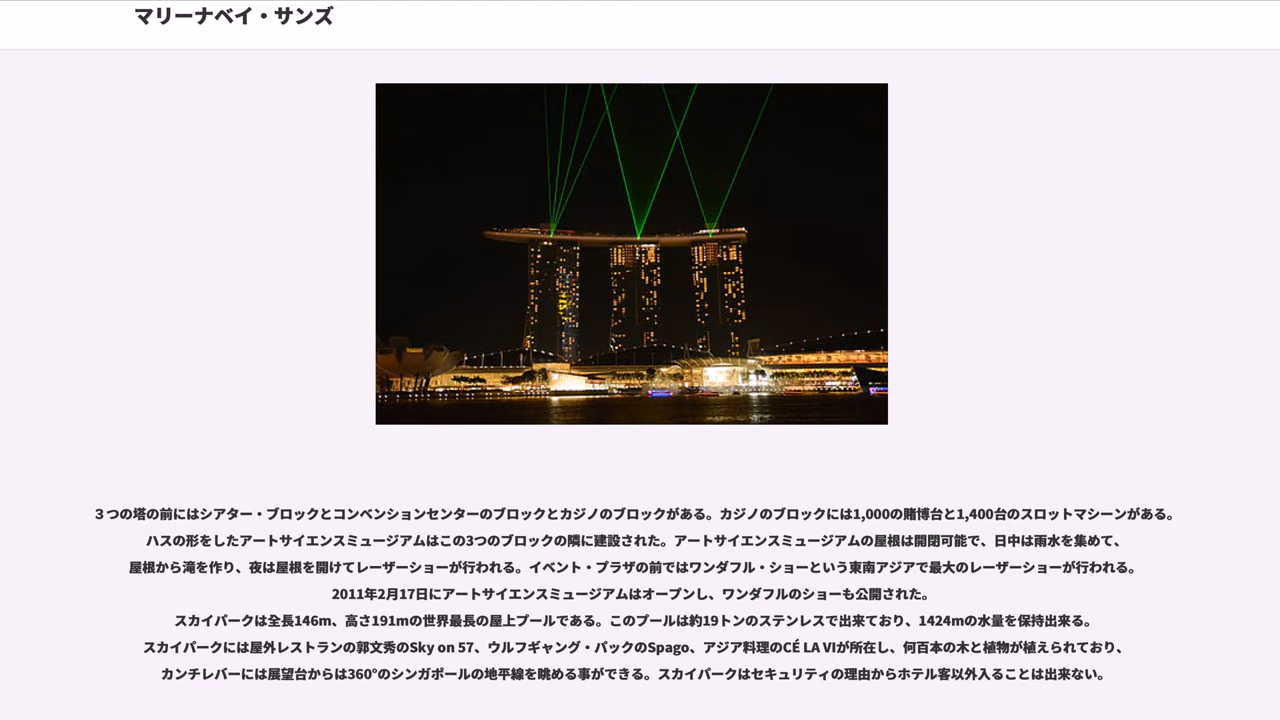 マリーナベイ・サンズ
３つの塔の前にはシアター・ブロックとコンベンションセンターのブロックとカジノのブロックがある。カジノのブロックには1,000の賭博台と1,400台のスロットマシーンがある。
ハスの形をしたアートサイエンスミュージアムはこの3つのブロックの隣に建設された。アートサイエンスミュージアムの屋根は開閉可能で、日中は雨水を集めて、
屋根から滝を作り、夜は屋根を開けてレーザーショーが行われる。イベント・プラザの前ではワンダフル・ショーという東南アジアで最大のレーザーショーが行われる。
2011年2月17日にアートサイエンスミュージアムはオープンし、ワンダフルのショーも公開された。
スカイパークは全長146m、高さ191mの世界最長の屋上プールである。このプールは約19トンのステンレスで出来ており、1424mの水量を保持出来る。
スカイパークには屋外レストランの郭文秀のSky on 57、ウルフギャング・パックのSpago、アジア料理のCÉ LA VIが所在し、何百本の木と植物が植えられており、
カンチレバーには展望台からは360°のシンガポールの地平線を眺める事ができる。スカイパークはセキュリティの理由からホテル客以外入ることは出来ない。